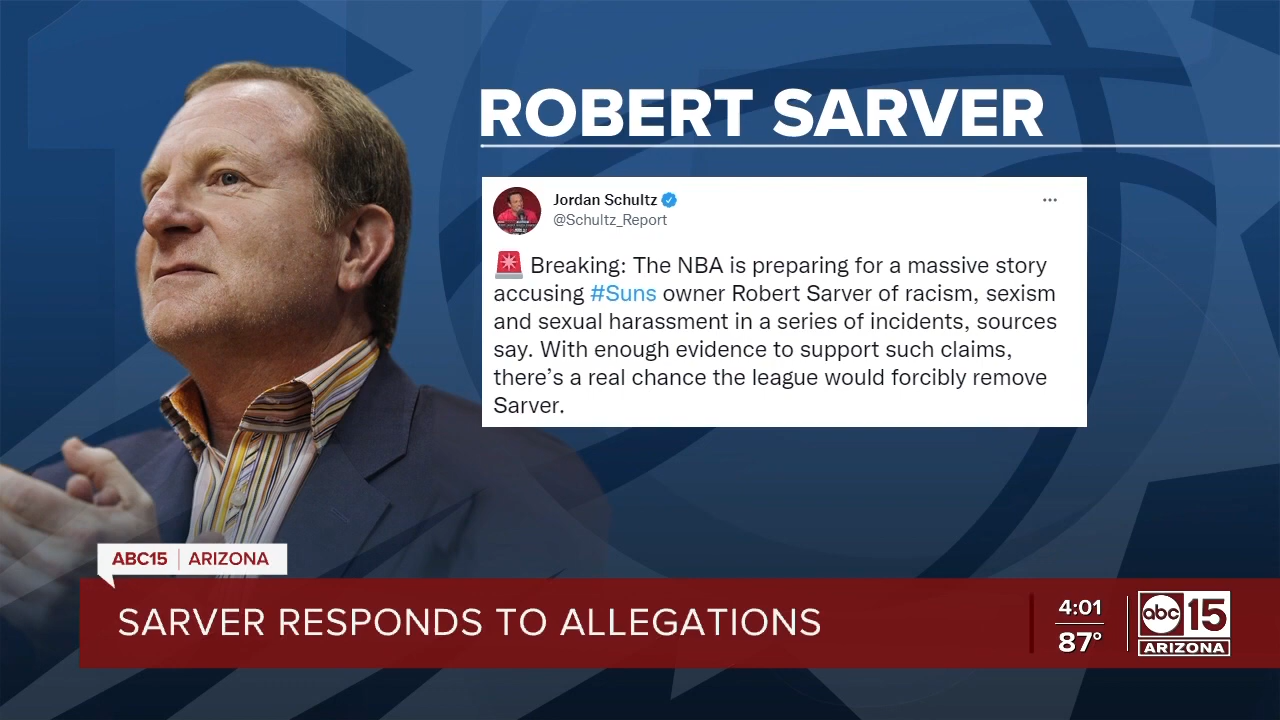 ROBERT SARVER
Jordan Schultz
@Schultz_Report
Breaking: The NBA is preparing for a massive story
accusing #Suns owner Robert Sarver of racism, sexism
and sexual harassment in a series of incidents, sources
say. With enough evidence to support such claims,
there’s a real chance the league would forcibly remove
Sarver.
ABC15 | ARIZONA
SARVER RESPONDS TO ALLEGATIONS
4:01
87°
abc 15
ARIZONA